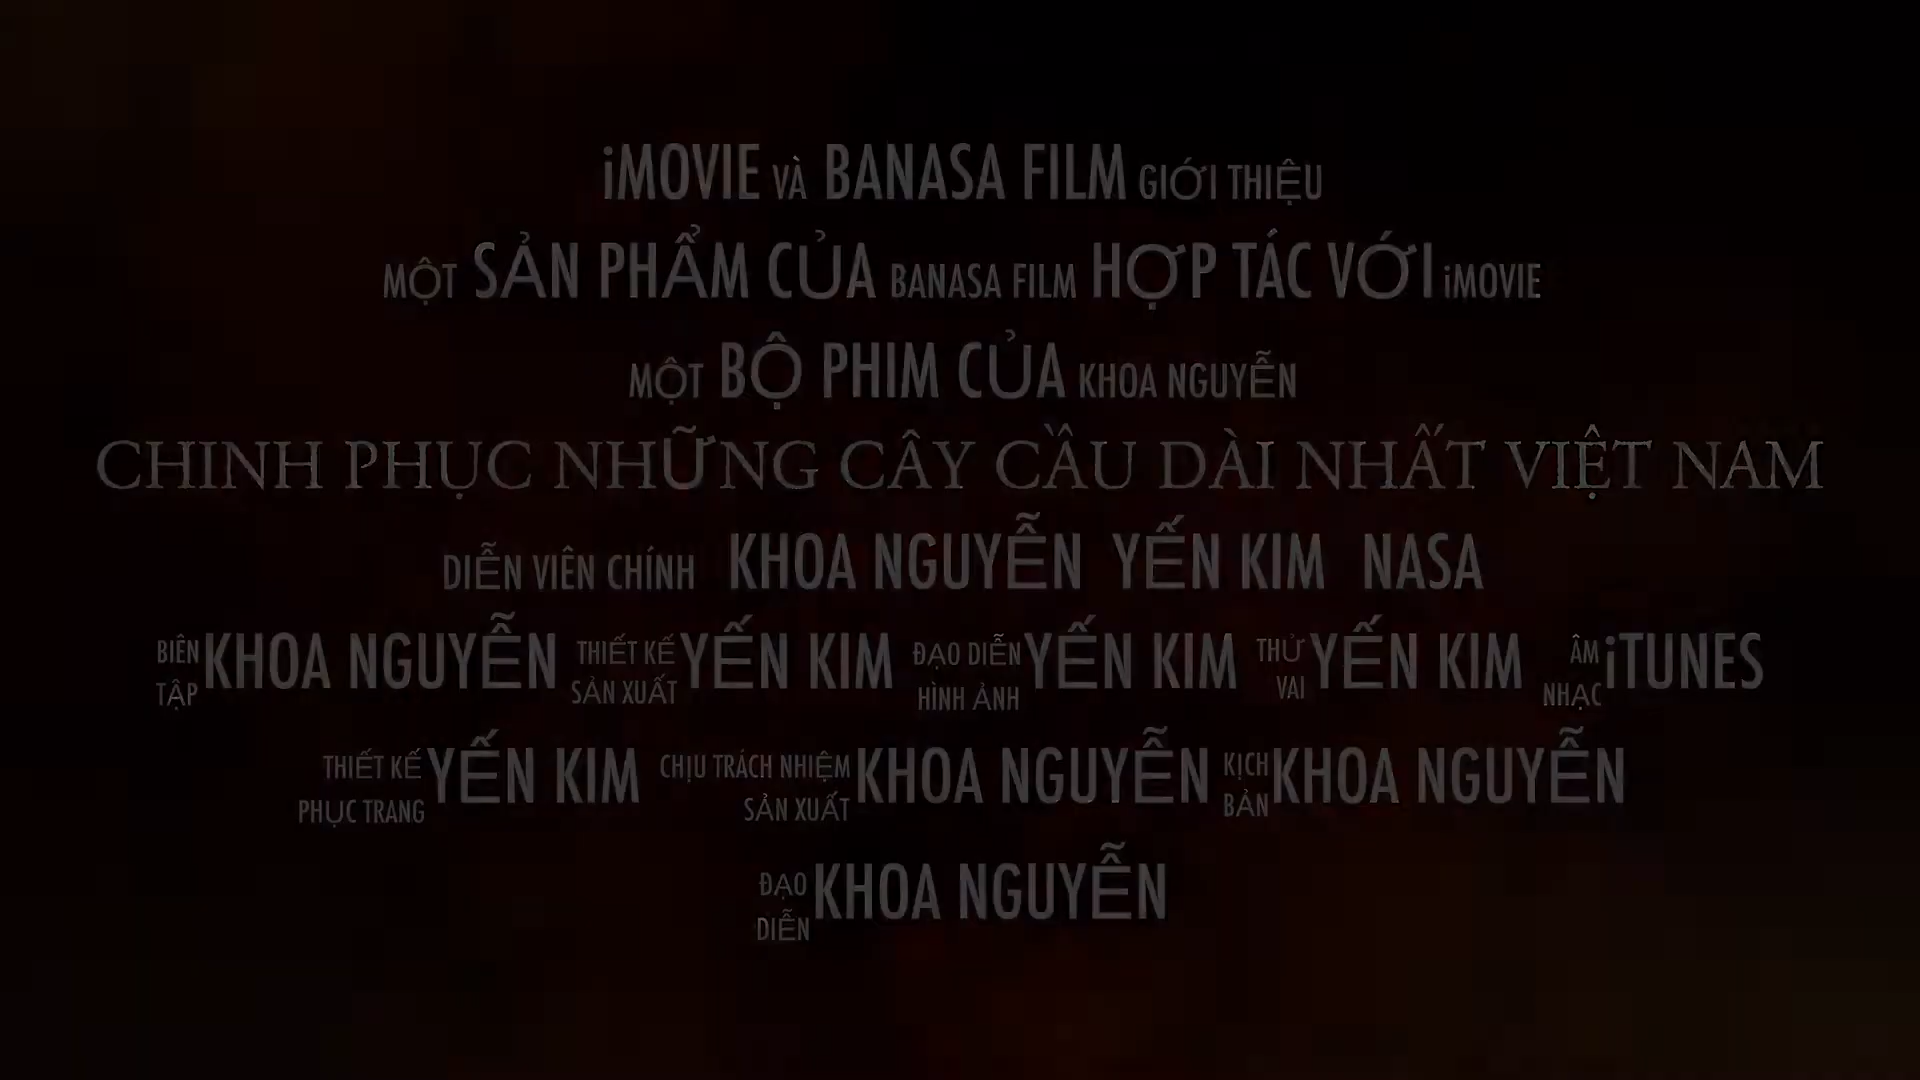 iMOVIE VÀ BANASA FILM GIỚI THIỆU
MỘT SẢN PHẨM CỦA BANASA FILM HỢP TÁC VỚI iMOVIE
MỘT BỘ PHIM CỦA KHOA NGUYỄN
CHINH PHỤC NHỮNG CÂY CẦU DÀI NHẤT VIỆT NAM
DIỄN VIÊN CHÍNH KHOA NGUYỄN YẾN KIM NASA
BIÊN TẬP KHOA NGUYỄN THIẾT KẾ SẢN XUẤT YẾN KIM ĐẠO DIỄN HÌNH ẢNH YẾN KIM THỬ VAI YẾN KIM ÂM NHẠC iTUNES
THIẾT KẾ PHỤC TRANG YẾN KIM CHỊU TRÁCH NHIỆM SẢN XUẤT KHOA NGUYỄN KỊCH BẢN KHOA NGUYỄN
ĐẠO DIỄN KHOA NGUYỄN